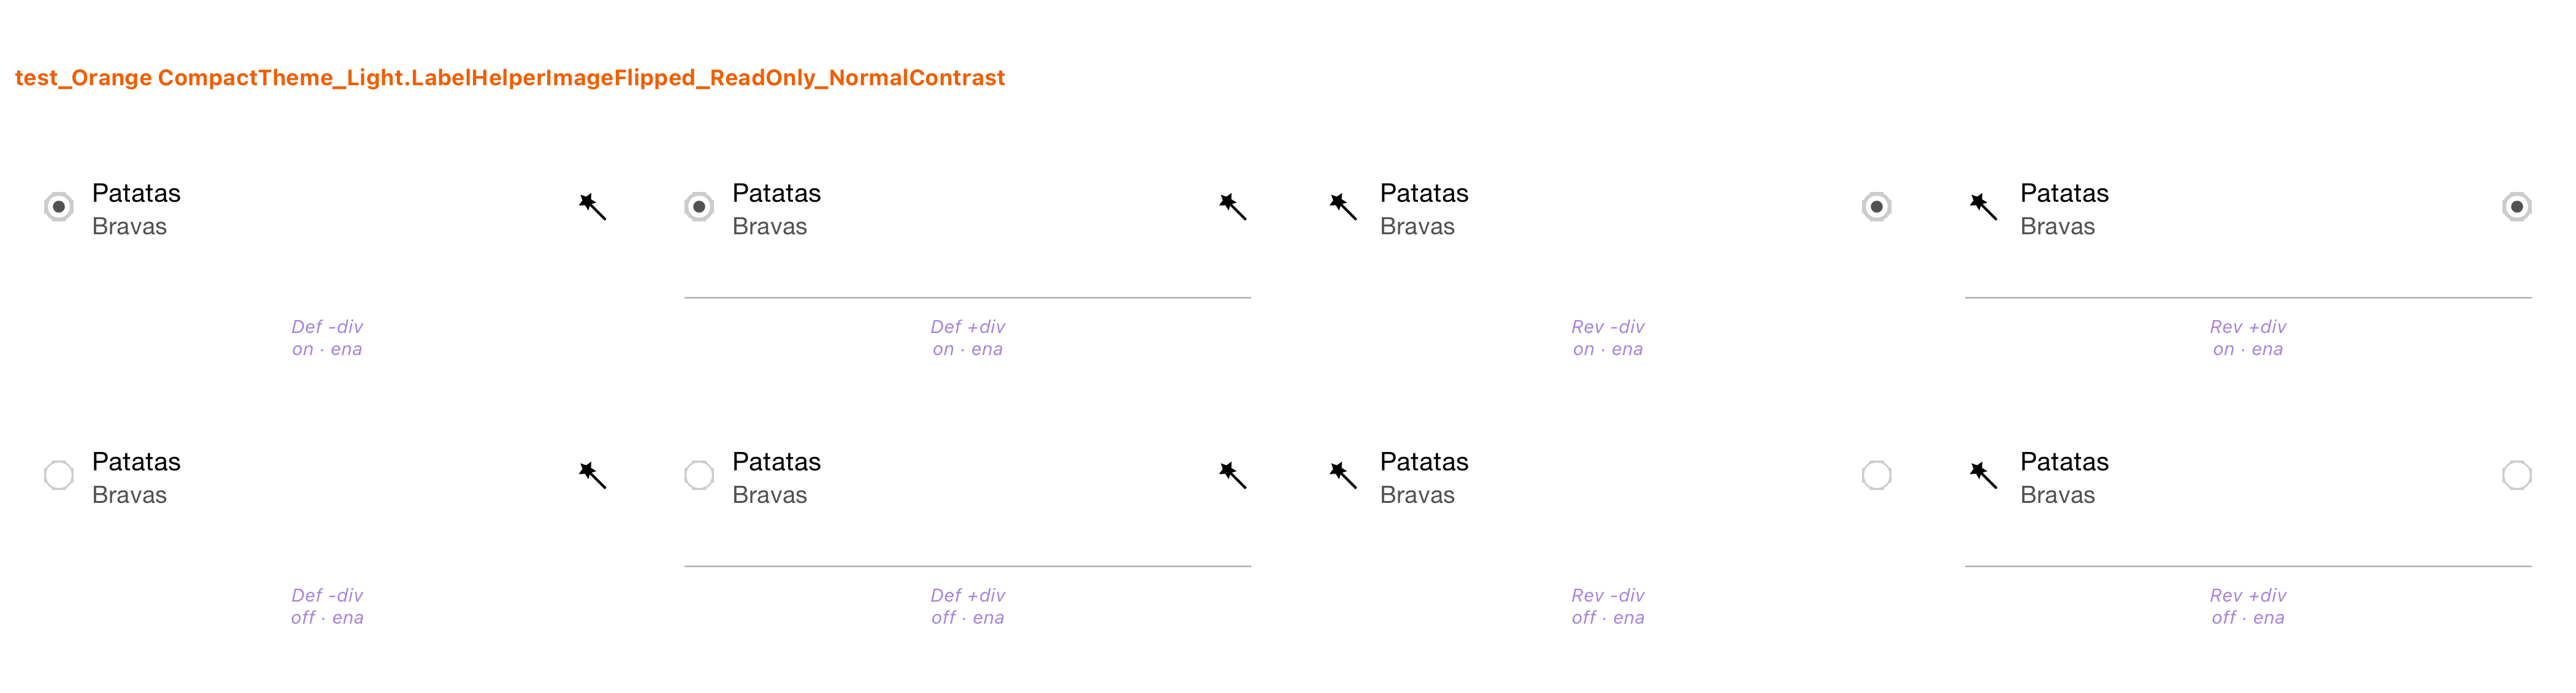 test_Orange CompactTheme_Light.LabelHelperImageFlipped_ReadOnly_NormalContrast
Patatas
Bravas
Patatas
Bravas
Patatas
Bravas
Patatas
Bravas
Def -div
on · ena
Def +div
on · ena
Rev -div
on · ena
Rev +div
on · ena
Patatas
Bravas
Patatas
Bravas
Patatas
Bravas
Patatas
Bravas
Def -div
off · ena
Def +div
off · ena
Rev -div
off · ena
Rev +div
off · ena